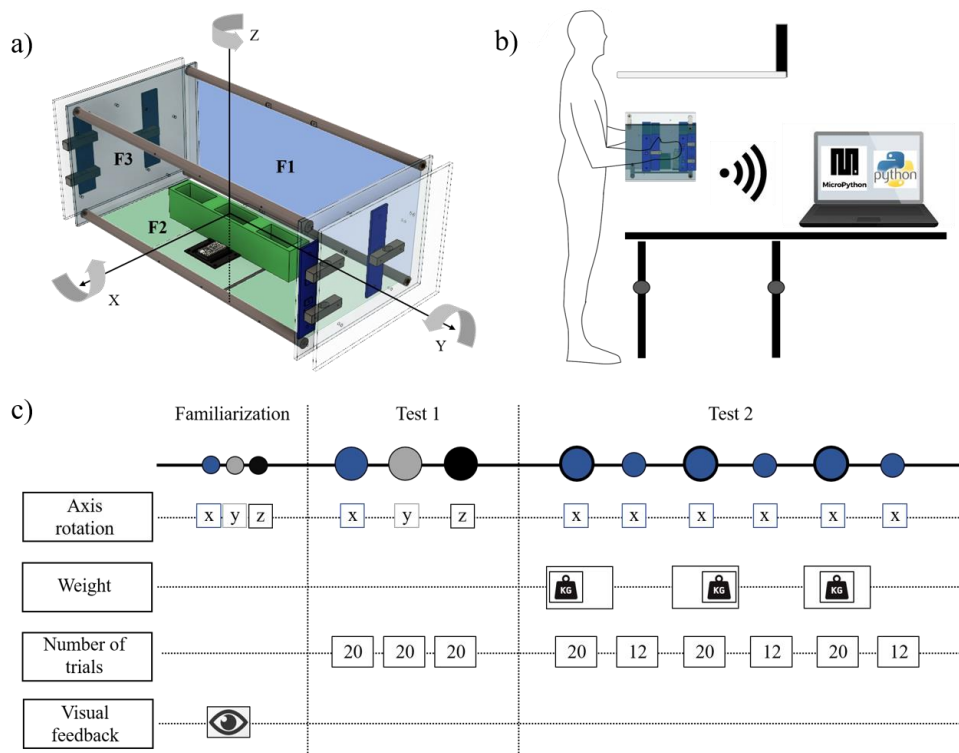 a)
Z
F3
F1
F2
X
Y
b)
MicroPython
python
c)
Familiarization
Test 1
Test 2
Axis
rotation
x y z x y z x x x x x x
Weight
KG KG KG
Number of
trials
20 20 20 20 12 20 12 20 12
Visual
feedback